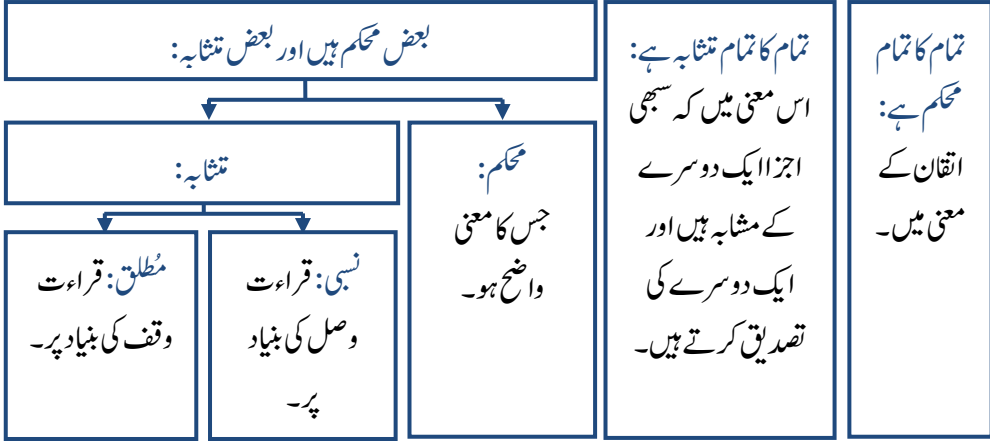 تمام کا تمام
محکم ہے:
اتقان کے
معنی میں۔
تمام کا تمام متشابہ ہے:
اس معنی میں کہ سبھی
اجزا ایک دوسرے
کے مشابہ ہیں اور
ایک دوسرے کی
تصدیق کرتے ہیں۔
بعض محکم ہیں اور بعض متشابہ:
محکم:
جس کا معنی
واضح ہو۔
متشابہ:
نسبی: قراءت
وصل کی بنیاد
پر۔
مُطلق: قراءت
وقف کی بنیاد پر۔